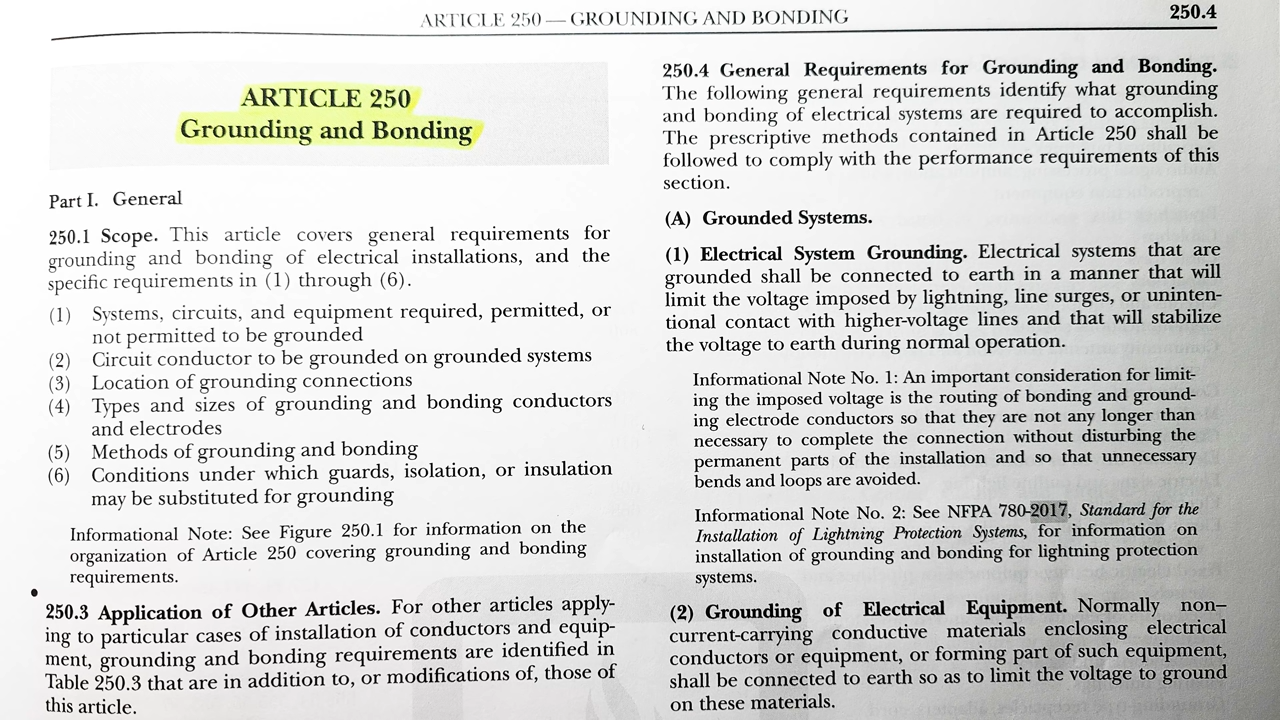 ARTICLE 250 — GROUNDING AND BONDING
250.4
ARTICLE 250
Grounding and Bonding
Part I. General
250.1 Scope. This article covers general requirements for
grounding and bonding of electrical installations, and the
specific requirements in (1) through (6).
(1) Systems, circuits, and equipment required, permitted, or
not permitted to be grounded
(2) Circuit conductor to be grounded on grounded systems
(3) Location of grounding connections
(4) Types and sizes of grounding and bonding conductors
and electrodes
(5) Methods of grounding and bonding
(6) Conditions under which guards, isolation, or insulation
may be substituted for grounding
Informational Note: See Figure 250.1 for information on the
organization of Article 250 covering grounding and bonding
requirements.
• 250.3 Application of Other Articles. For other articles apply-
ing to particular cases of installation of conductors and equip-
ment, grounding and bonding requirements are identified in
Table 250.3 that are in addition to, or modifications of, those of
this article.
250.4 General Requirements for Grounding and Bonding.
The following general requirements identify what grounding
and bonding of electrical systems are required to accomplish.
The prescriptive methods contained in Article 250 shall be
followed to comply with the performance requirements of this
section.
(A) Grounded Systems.
(1) Electrical System Grounding. Electrical systems that are
grounded shall be connected to earth in a manner that will
limit the voltage imposed by lightning, line surges, or uninten-
tional contact with higher-voltage lines and that will stabilize
the voltage to earth during normal operation.
Informational Note No. 1: An important consideration for limit-
ing the imposed voltage is the routing of bonding and ground-
ing electrode conductors so that they are not any longer than
necessary to complete the connection without disturbing the
permanent parts of the installation and so that unnecessary
bends and loops are avoided.
Informational Note No. 2: See NFPA 780-2017, Standard for the
Installation of Lightning Protection Systems, for information on
installation of grounding and bonding for lightning protection
systems.
(2) Grounding of Electrical Equipment. Normally non–
current-carrying conductive materials enclosing electrical
conductors or equipment, or forming part of such equipment,
shall be connected to earth so as to limit the voltage to ground
on these materials.